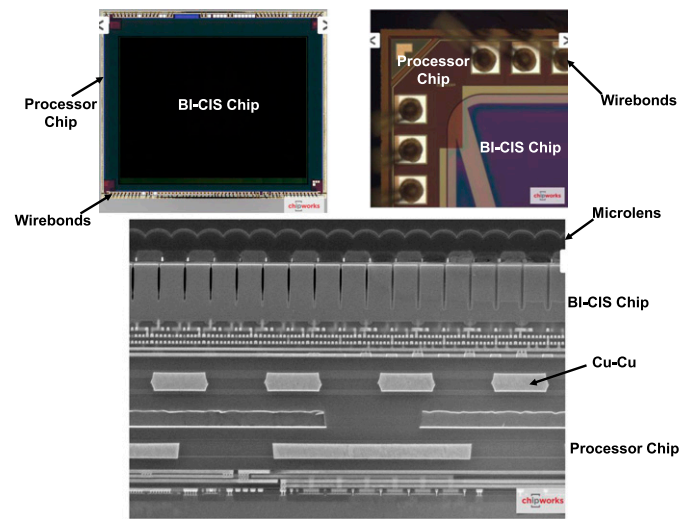 Processor
Chip
BI-CIS Chip
Wirebonds
chipworks
Processor
Chip
BI-CIS Chip
Wirebonds
chipworks
Microlens
BI-CIS Chip
Cu-Cu
Processor Chip
chipworks